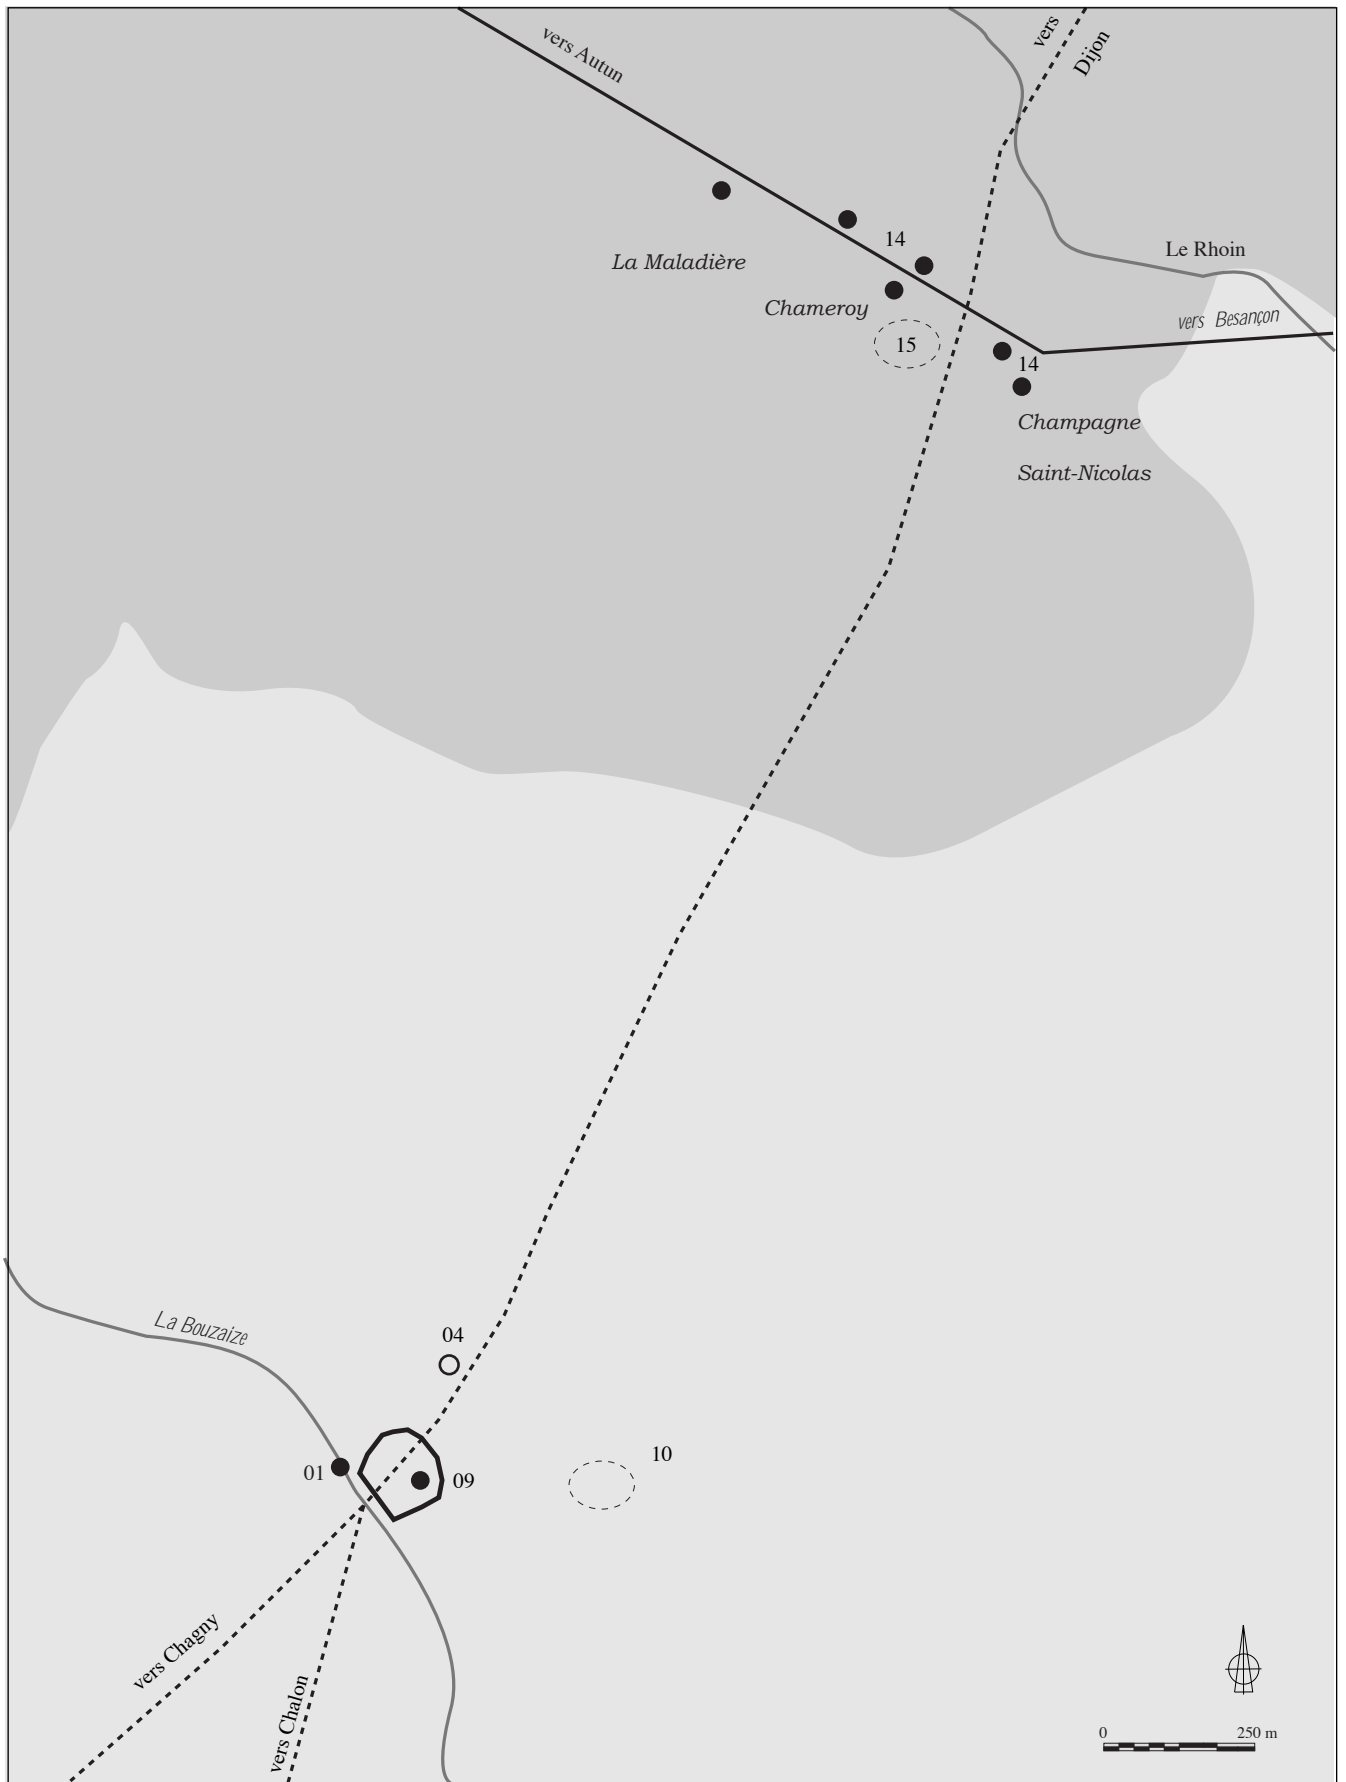 vers Autun
vers
Dijon
14
Le Rhoin
La Maladière
Chameroy
vers Besançon
15
14
Champagne
Saint-Nicolas
La Bouzaize
04
10
01
09
vers Chagny
vers Chalon
0 250 m